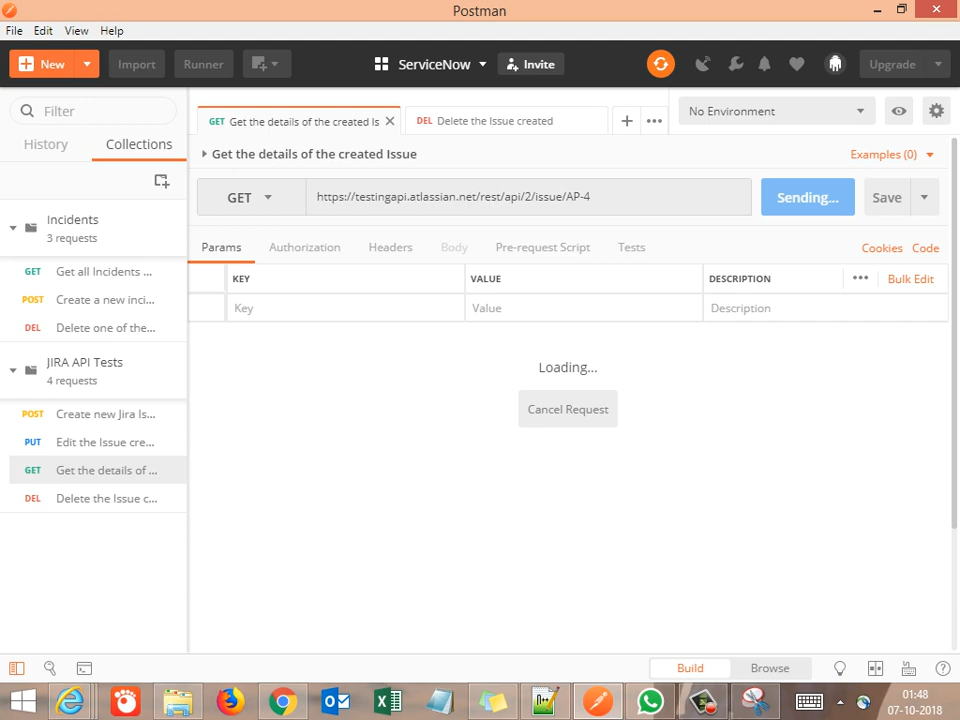 Postman
File Edit View Help
New Import Runner ServiceNow Invite Upgrade
Filter
History Collections
Incidents
3 requests
GET Get all Incidents ...
POST Create a new inci...
DEL Delete one of the...
JIRA API Tests
4 requests
POST Create new Jira Is...
PUT Edit the Issue cre...
GET Get the details of ...
DEL Delete the Issue c...
GET Get the details of the created Is DEL Delete the Issue created No Environment
Get the details of the created Issue Examples (0)
GET https://testingapi.atlassian.net/rest/api/2/issue/AP-4 Sending... Save
Params Authorization Headers Body Pre-request Script Tests Cookies Code
KEY VALUE DESCRIPTION Bulk Edit
Key Value Description
Loading...
Cancel Request
Build Browse
01:48
07-10-2018